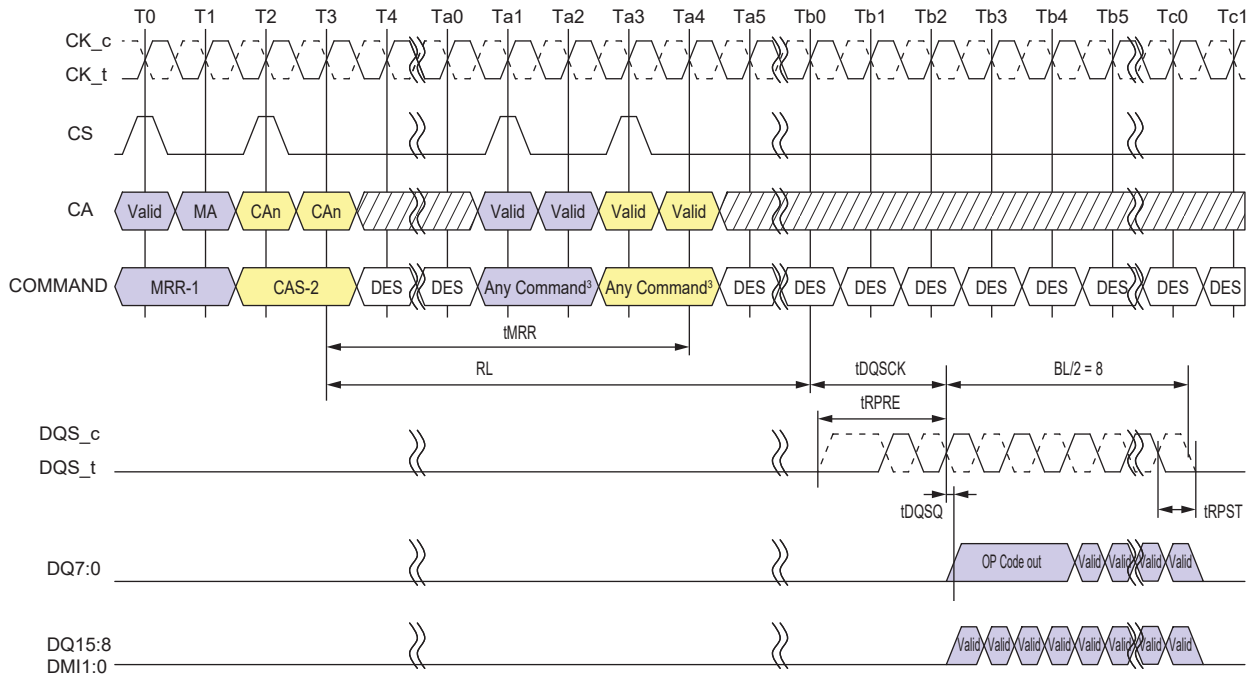 T0 T1 T2 T3 T4 Ta0 Ta1 Ta2 Ta3 Ta4 Ta5 Tb0 Tb1 Tb2 Tb3 Tb4 Tb5 Tc0 Tc1
CK_c
CK_t
CS
CA Valid MA CAn CAn Valid Valid Valid Valid
COMMAND MRR-1 CAS-2 DES DES Any Command³ Any Command³ DES DES DES DES DES DES DES DES DES
tMRR
RL tDQSCK BL/2 = 8
tRPRE
DQS_c
DQS_t
tDQSQ tRPST
DQ7:0 OP Code out Valid Valid Valid Valid
DQ15:8 Valid Valid Valid Valid Valid Valid Valid Valid
DMI1:0